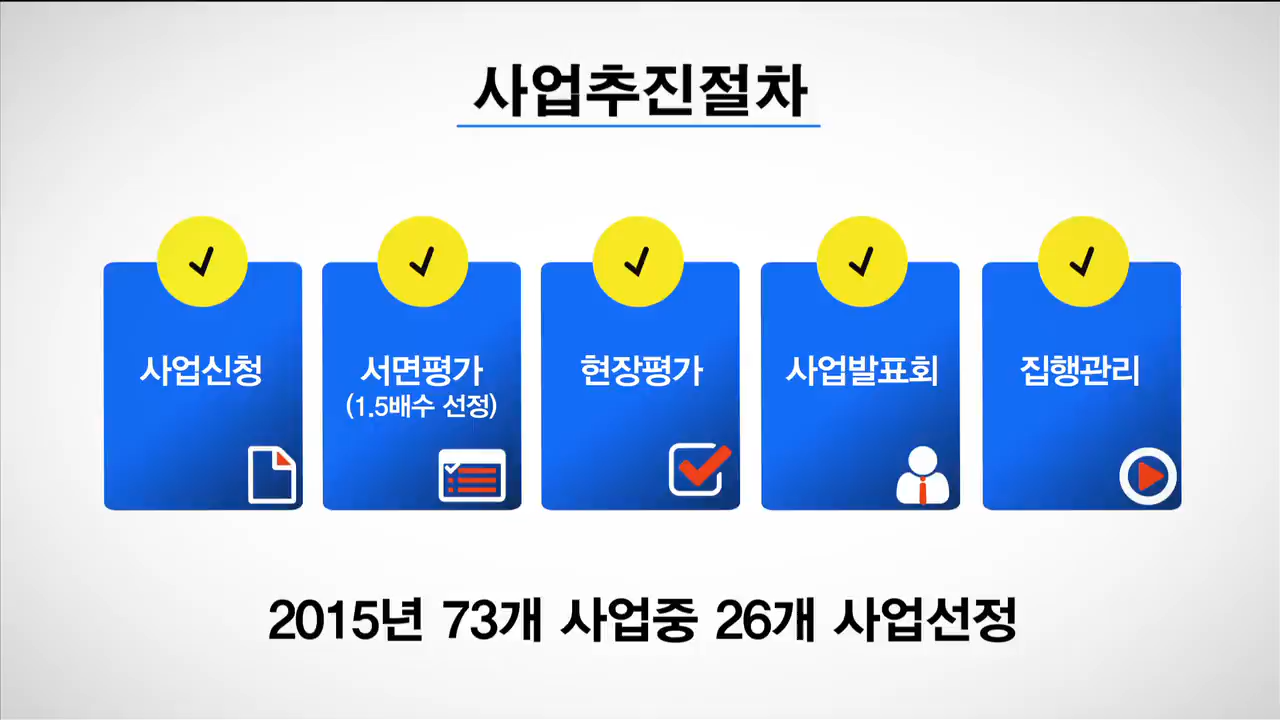 사업추진절차
사업신청
서면평가
(1.5배수 선정)
현장평가
사업발표회
집행관리
2015년 73개 사업중 26개 사업선정